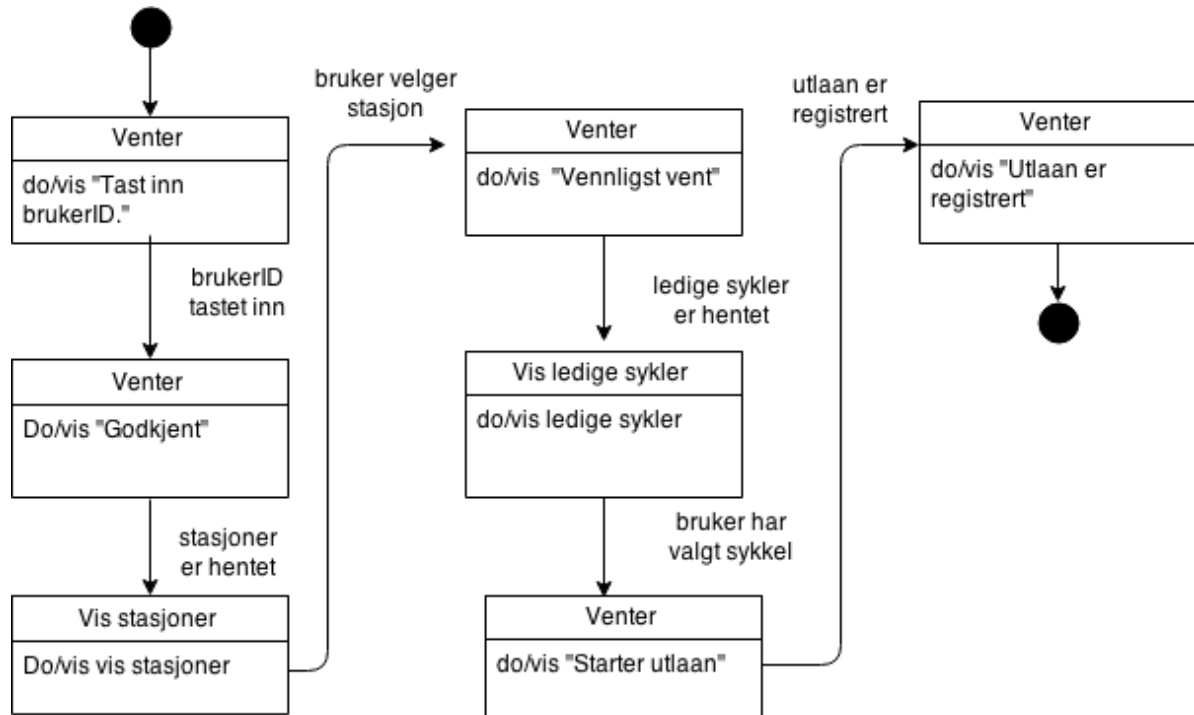 Venter
do/vis "Tast inn
brukerID."
brukerID
tastet inn
Venter
Do/vis "Godkjent"
stasjoner
er hentet
Vis stasjoner
Do/vis vis stasjoner
bruker velger
stasjon
Venter
do/vis "Vennligst vent"
ledige sykler
er hentet
Vis ledige sykler
do/vis ledige sykler
bruker har
valgt sykkel
Venter
do/vis "Starter utlaan"
utlaan er
registrert
Venter
do/vis "Utlaan er
registrert"